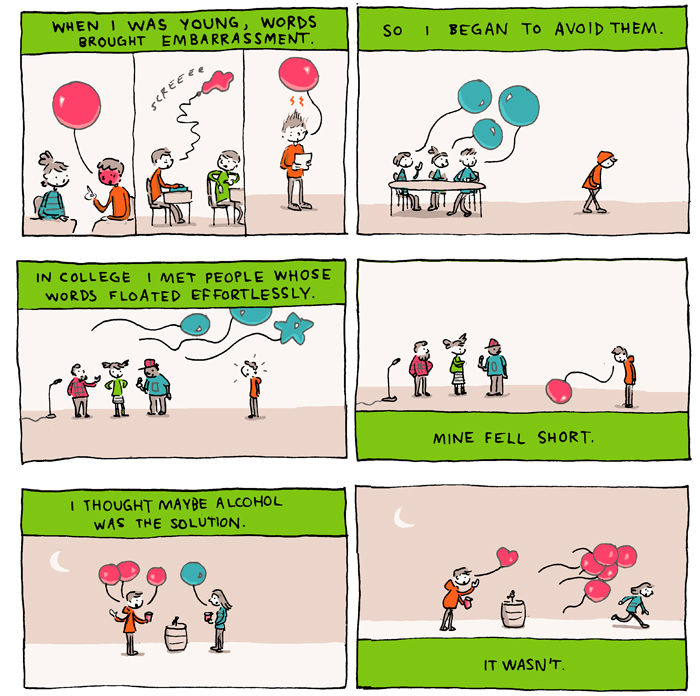 WHEN I WAS YOUNG, WORDS
BROUGHT EMBARRASSMENT.
SCREEEE
SO I BEGAN TO AVOID THEM.
IN COLLEGE I MET PEOPLE WHOSE
WORDS FLOATED EFFORTLESSLY.
MINE FELL SHORT.
I THOUGHT MAYBE ALCOHOL
WAS THE SOLUTION.
IT WASN'T.